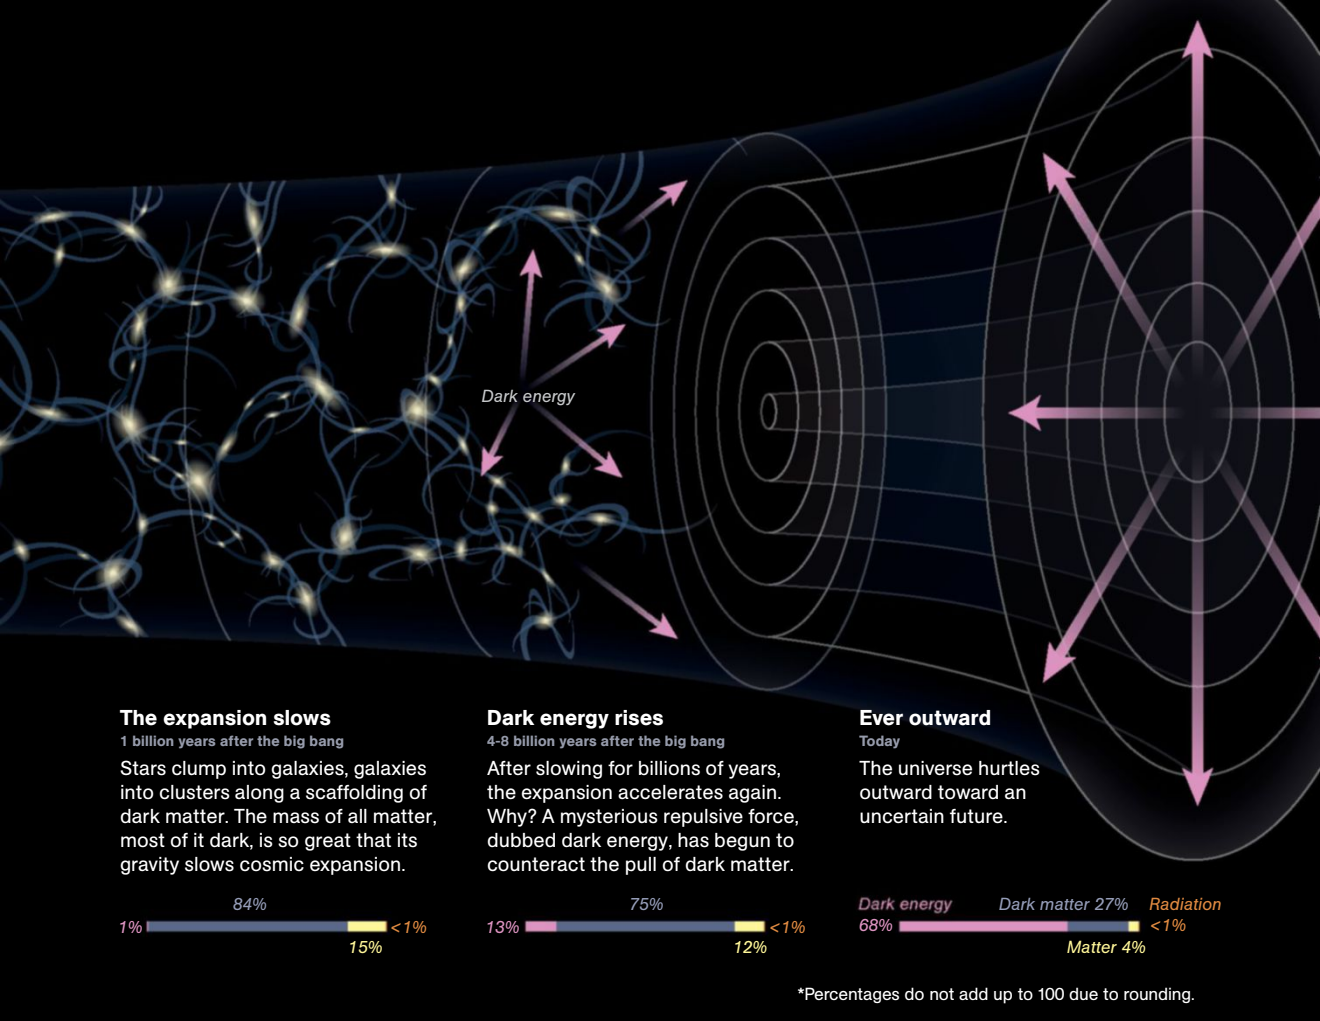 Dark energy
The expansion slows
1 billion years after the big bang
Stars clump into galaxies, galaxies
into clusters along a scaffolding of
dark matter. The mass of all matter,
most of it dark, is so great that its
gravity slows cosmic expansion.
84%
1%
<1%
15%
Dark energy rises
4-8 billion years after the big bang
After slowing for billions of years,
the expansion accelerates again.
Why? A mysterious repulsive force,
dubbed dark energy, has begun to
counteract the pull of dark matter.
75%
13%
<1%
12%
Ever outward
Today
The universe hurtles
outward toward an
uncertain future.
Dark energy
68%
Dark matter 27%
Radiation
<1%
Matter 4%
*Percentages do not add up to 100 due to rounding.